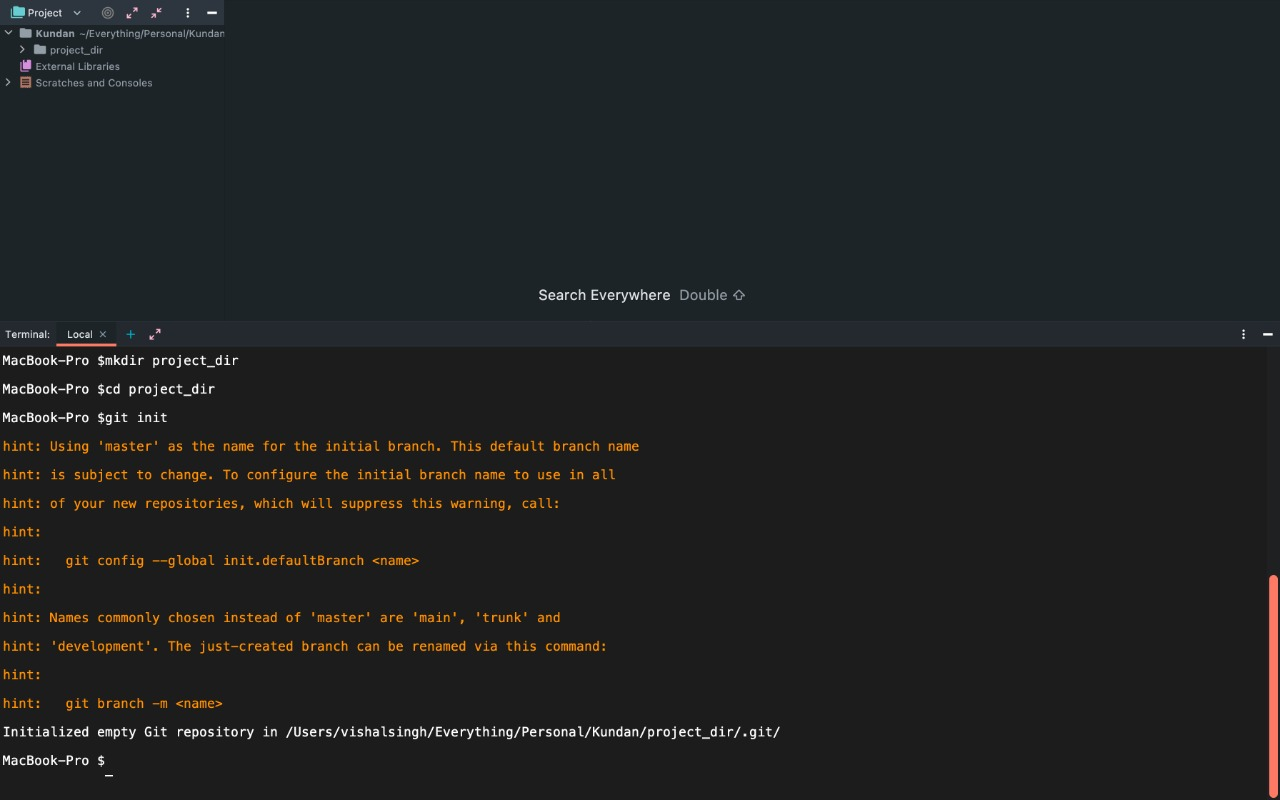 Project
Kundan ~/Everything/Personal/Kundan
project_dir
External Libraries
Scratches and Consoles
Search Everywhere Double
Terminal: Local
MacBook-Pro $mkdir project_dir
MacBook-Pro $cd project_dir
MacBook-Pro $git init
hint: Using 'master' as the name for the initial branch. This default branch name
hint: is subject to change. To configure the initial branch name to use in all
hint: of your new repositories, which will suppress this warning, call:
hint:
hint:   git config --global init.defaultBranch <name>
hint:
hint: Names commonly chosen instead of 'master' are 'main', 'trunk' and
hint: 'development'. The just-created branch can be renamed via this command:
hint:
hint:   git branch -m <name>
Initialized empty Git repository in /Users/vishalsingh/Everything/Personal/Kundan/project_dir/.git/
MacBook-Pro $